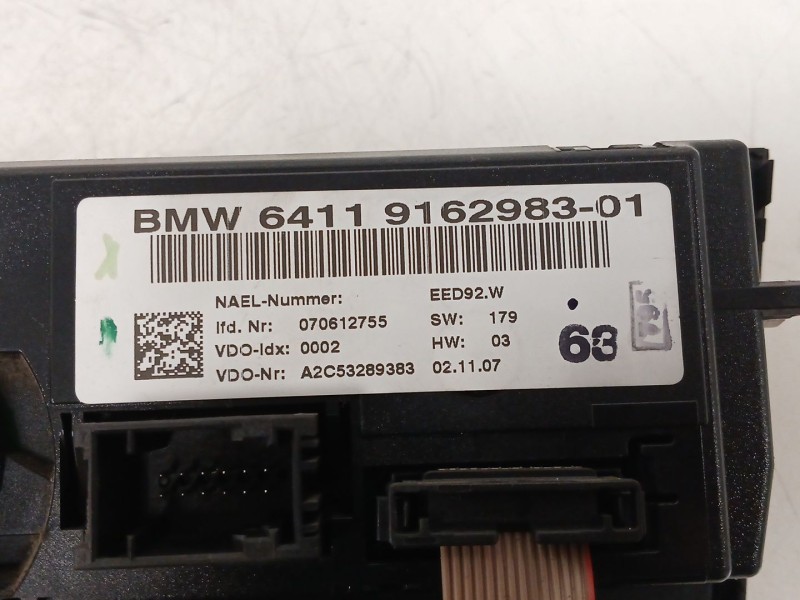 BMW 6411 9162983-01
NAEL-Nummer: EED92.W
lfd. Nr: 070612755 SW: 179
VDO-Idx: 0002 HW: 03
VDO-Nr: A2C53289383 02.11.07
63